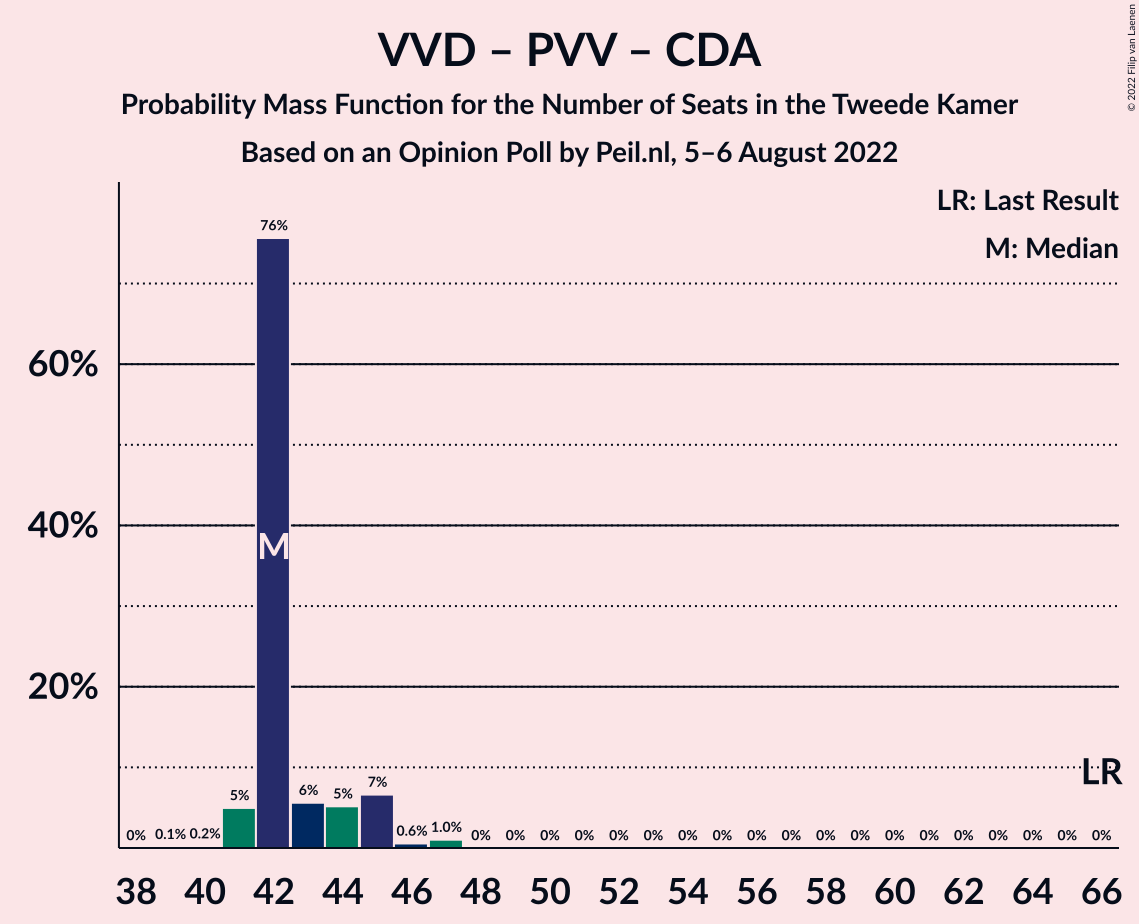 VVD – PVV – CDA
Probability Mass Function for the Number of Seats in the Tweede Kamer
Based on an Opinion Poll by Peil.nl, 5–6 August 2022
© 2022 Filip van Laenen
LR: Last Result
M: Median
60%
40%
20%
0% 0.1% 0.2% 5% 76% 6% 5% 7% 0.6% 1.0% 0% 0% 0% 0% 0% 0% 0% 0% 0% 0% 0% 0% 0% 0% 0% 0% 0% 0% 0%
M
LR
38 40 42 44 46 48 50 52 54 56 58 60 62 64 66